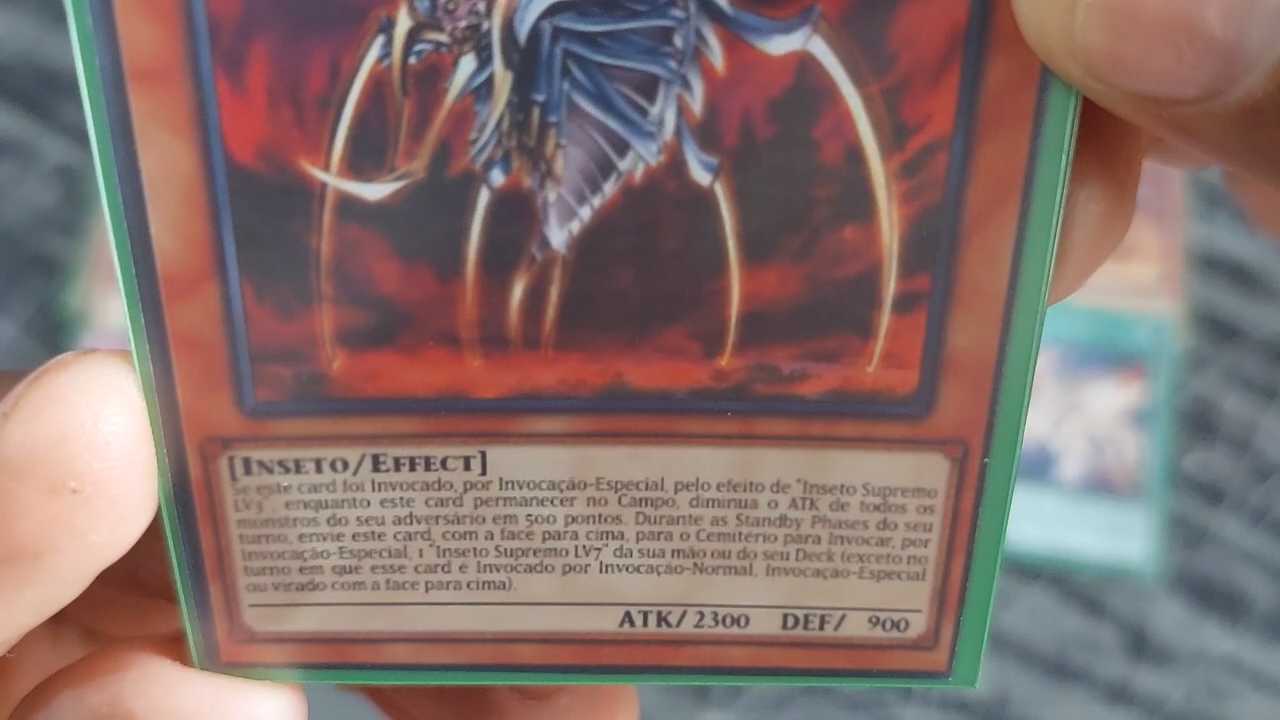 [INSETO/EFFECT]
Se este card foi Invocado, por Invocação-Especial, pelo efeito de "Inseto Supremo
LV3", enquanto este card permanecer no Campo, diminua o ATK de todos os
monstros do seu adversário em 500 pontos. Durante as Standby Phases do seu
turno, envie este card, com a face para cima, para o Cemitério para Invocar, por
Invocação-Especial, 1 "Inseto Supremo LV7" da sua mão ou do seu Deck (exceto no
turno em que esse card é Invocado por Invocação-Normal, Invocação-Especial
ou virado com a face para cima).
ATK/ 2300 DEF/ 900